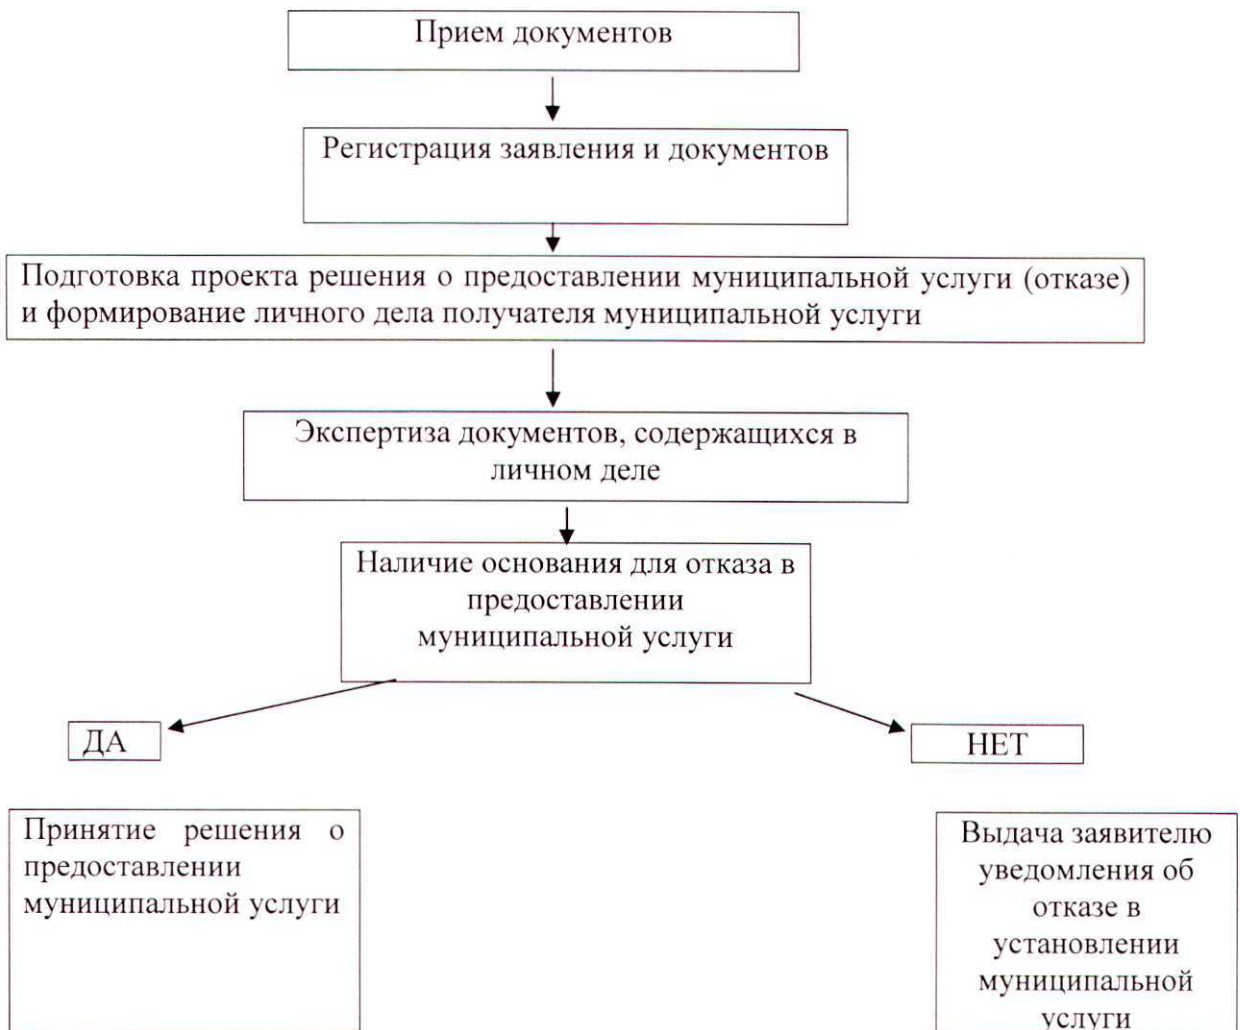 Прием документов
Регистрация заявления и документов
Подготовка проекта решения о предоставлении муниципальной услуги (отказе)
и формирование личного дела получателя муниципальной услуги
Экспертиза документов, содержащихся в
личном деле
Наличие основания для отказа в
предоставлении
муниципальной услуги
ДА
НЕТ
Принятие решения о
предоставлении
муниципальной услуги
Выдача заявителю
уведомления об
отказе в
установлении
муниципальной
услуги